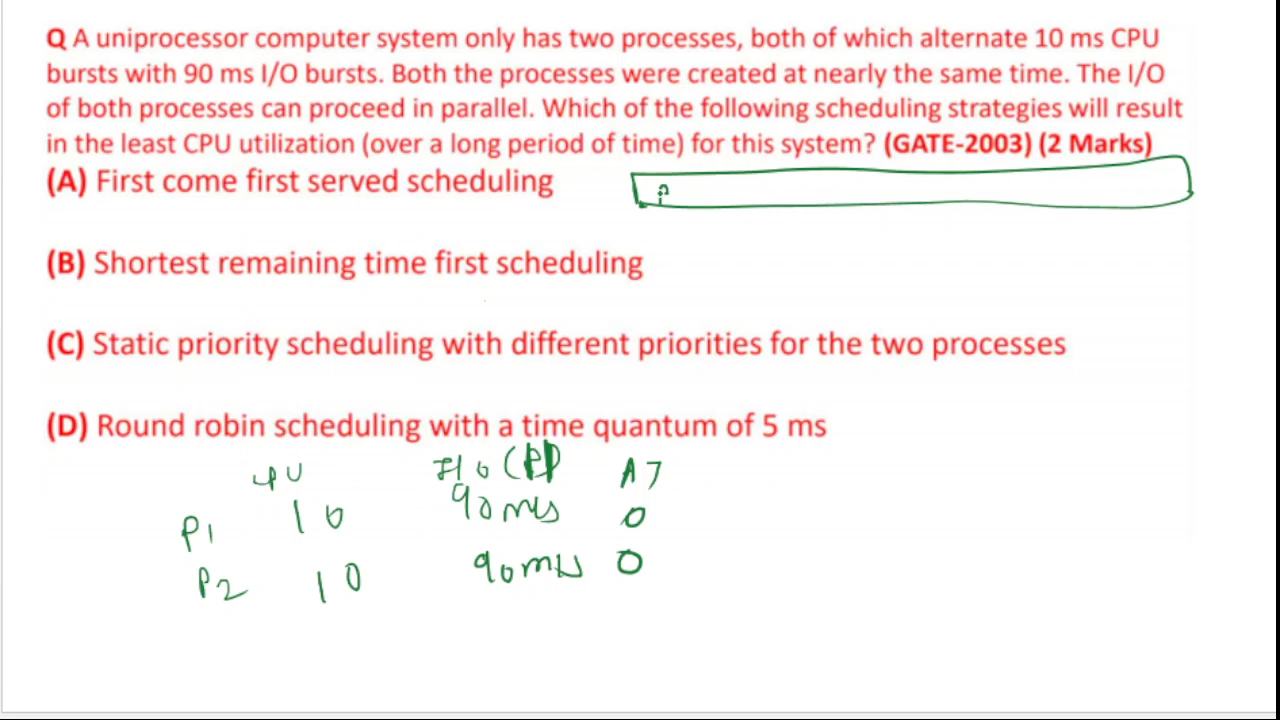 Q A uniprocessor computer system only has two processes, both of which alternate 10 ms CPU
bursts with 90 ms I/O bursts. Both the processes were created at nearly the same time. The I/O
of both processes can proceed in parallel. Which of the following scheduling strategies will result
in the least CPU utilization (over a long period of time) for this system? (GATE-2003) (2 Marks)
(A) First come first served scheduling
(B) Shortest remaining time first scheduling
(C) Static priority scheduling with different priorities for the two processes
(D) Round robin scheduling with a time quantum of 5 ms
I/O AT
P1 10 90ms 0
P2 10 90ms 0